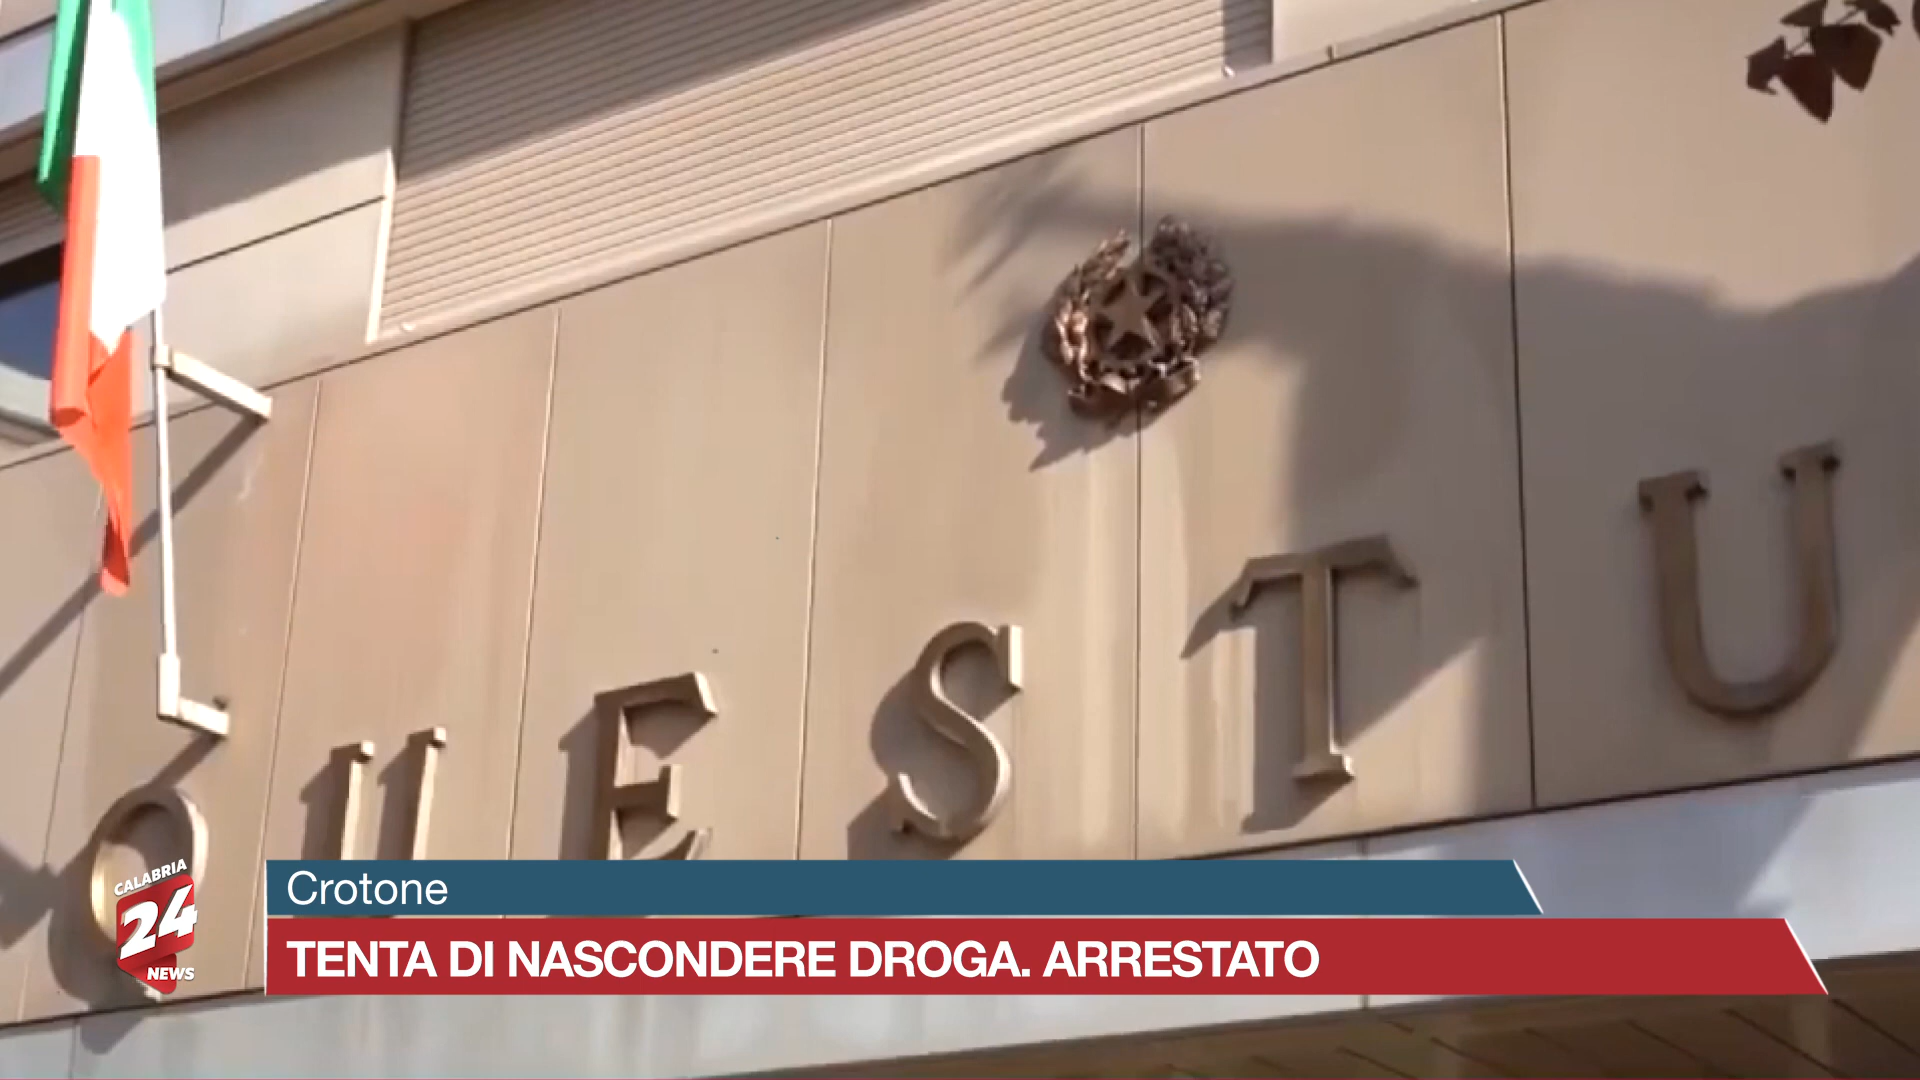 QUESTU
CALABRIA
24
NEWS
Crotone
TENTA DI NASCONDERE DROGA. ARRESTATO